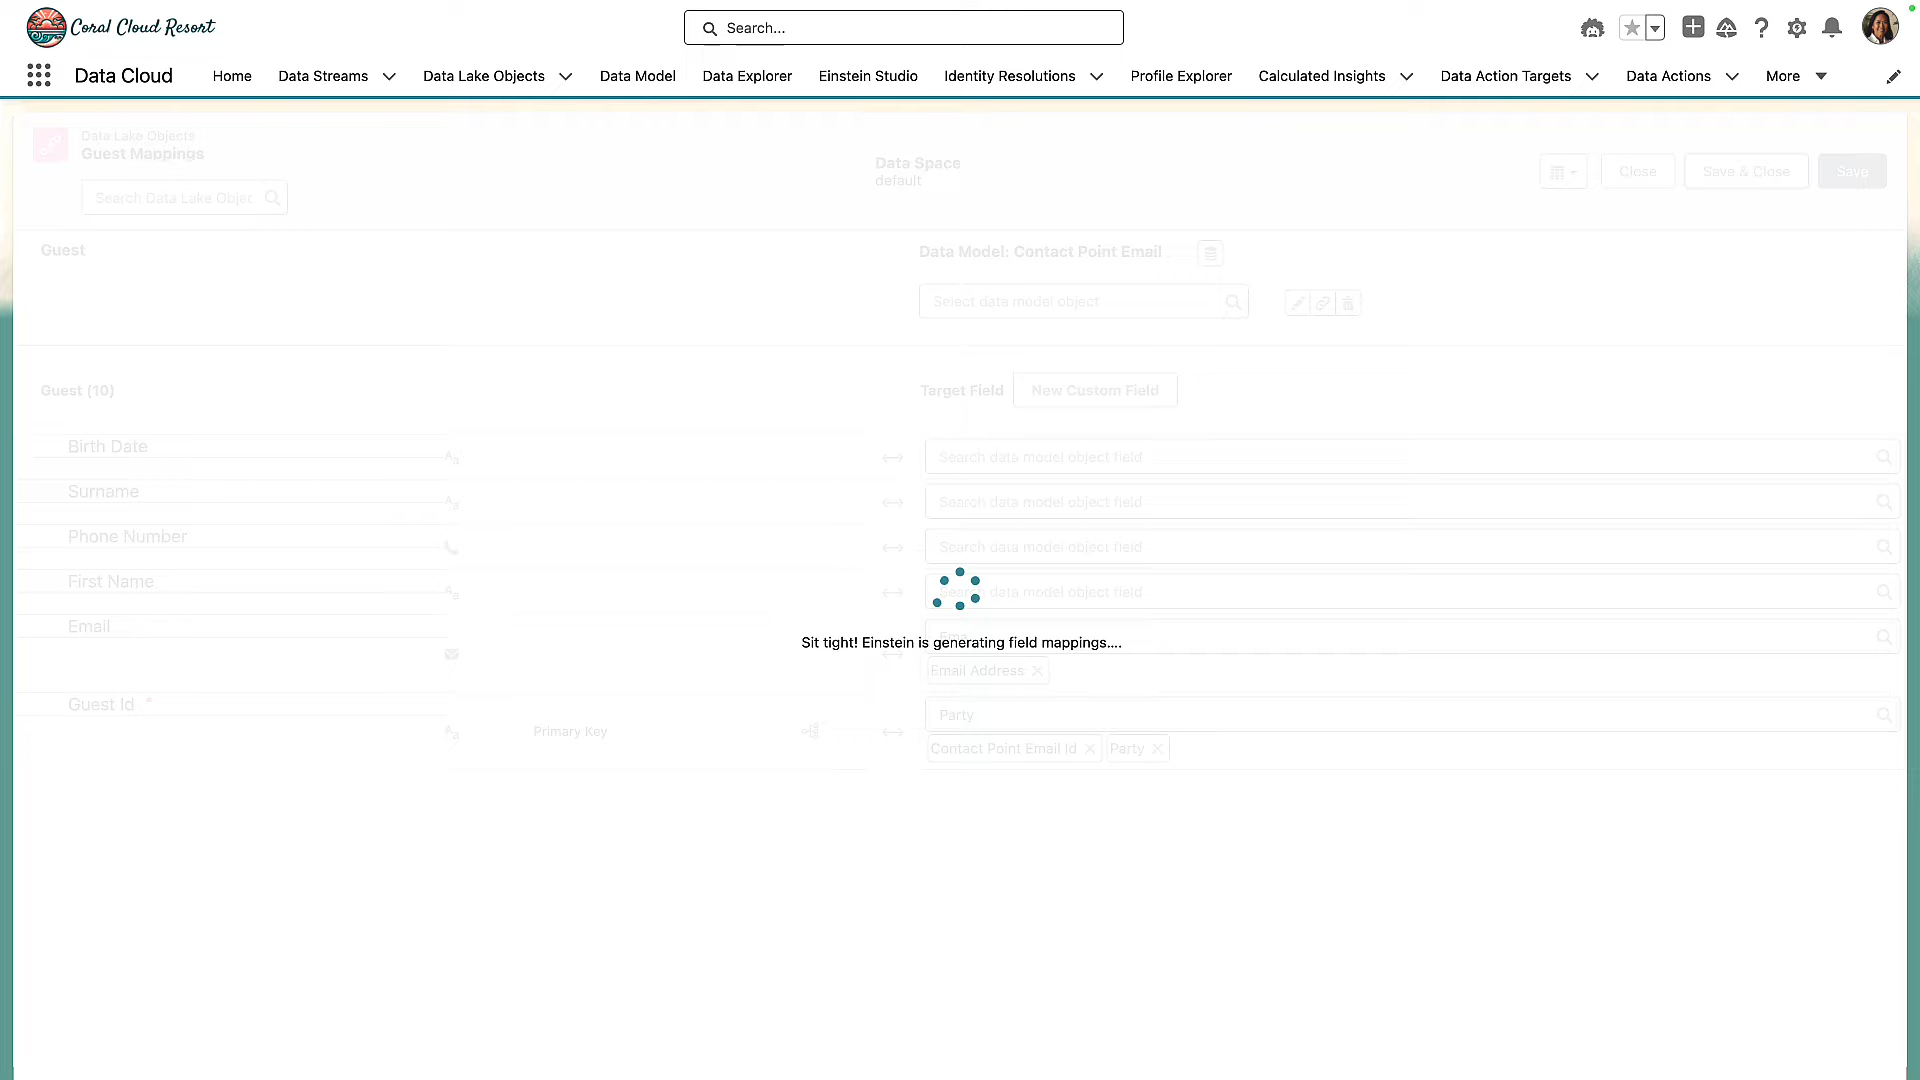 Coral Cloud Resort
Search...
Data Cloud
Home
Data Streams
Data Lake Objects
Data Model
Data Explorer
Einstein Studio
Identity Resolutions
Profile Explorer
Calculated Insights
Data Action Targets
Data Actions
More
Data Lake Objects
Guest Mappings
Search Data Lake Objec
Data Space
default
Close
Save & Close
Save
Guest
Data Model: Contact Point Email
Select data model object
Guest (10)
Target Field
New Custom Field
Birth Date
Aa
Search data model object field
Surname
Aa
Search data model object field
Phone Number
Search data model object field
First Name
Aa
Search data model object field
Email
Sit tight! Einstein is generating field mappings....
Email Address
Guest Id *
Aa
Primary Key
Party
Contact Point Email Id
Party